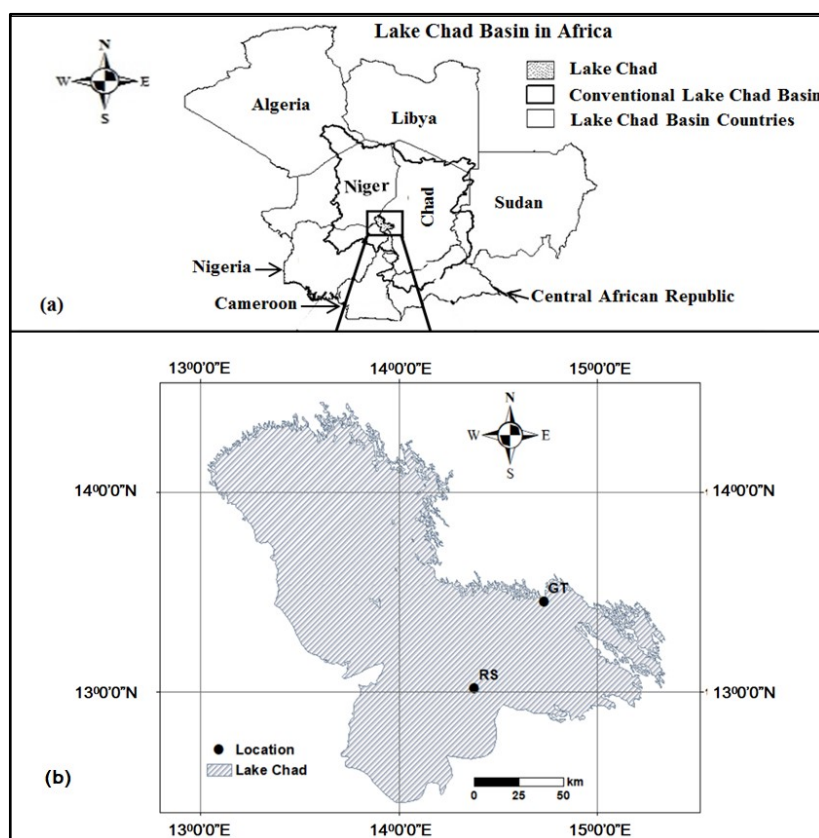 Lake Chad Basin in Africa
N
W E
S
Lake Chad
Conventional Lake Chad Basin
Lake Chad Basin Countries
Algeria
Libya
Niger
Chad
Sudan
Nigeria
Cameroon
Central African Republic
(a)
13⁰0'0"E 14⁰0'0"E 15⁰0'0"E
N
W E
S
14⁰0'0"N 14⁰0'0"N
GT
RS
13⁰0'0"N 13⁰0'0"N
Location
Lake Chad
km
0 25 50
(b)
13⁰0'0"E 14⁰0'0"E 15⁰0'0"E